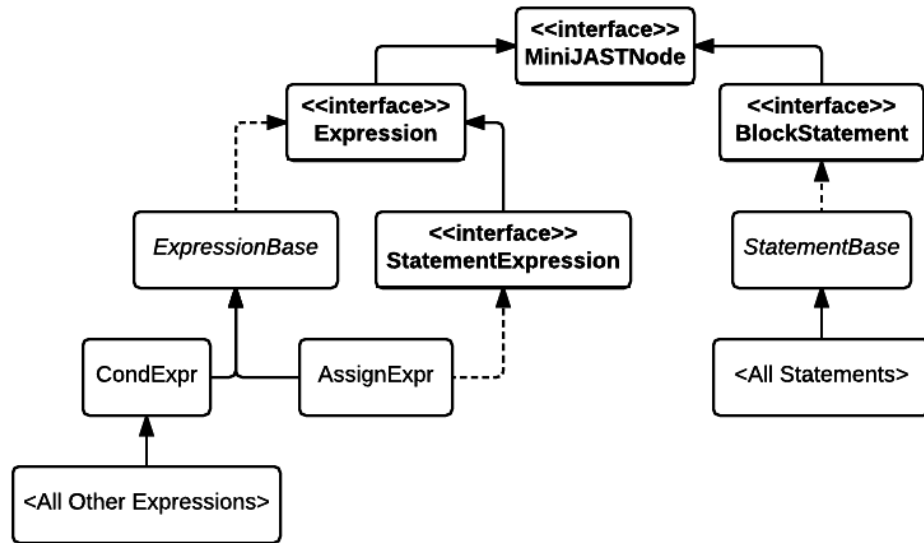 <<interface>>
MiniJASTNode
<<interface>>
Expression
<<interface>>
BlockStatement
ExpressionBase
<<interface>>
StatementExpression
StatementBase
CondExpr
AssignExpr
<All Statements>
<All Other Expressions>